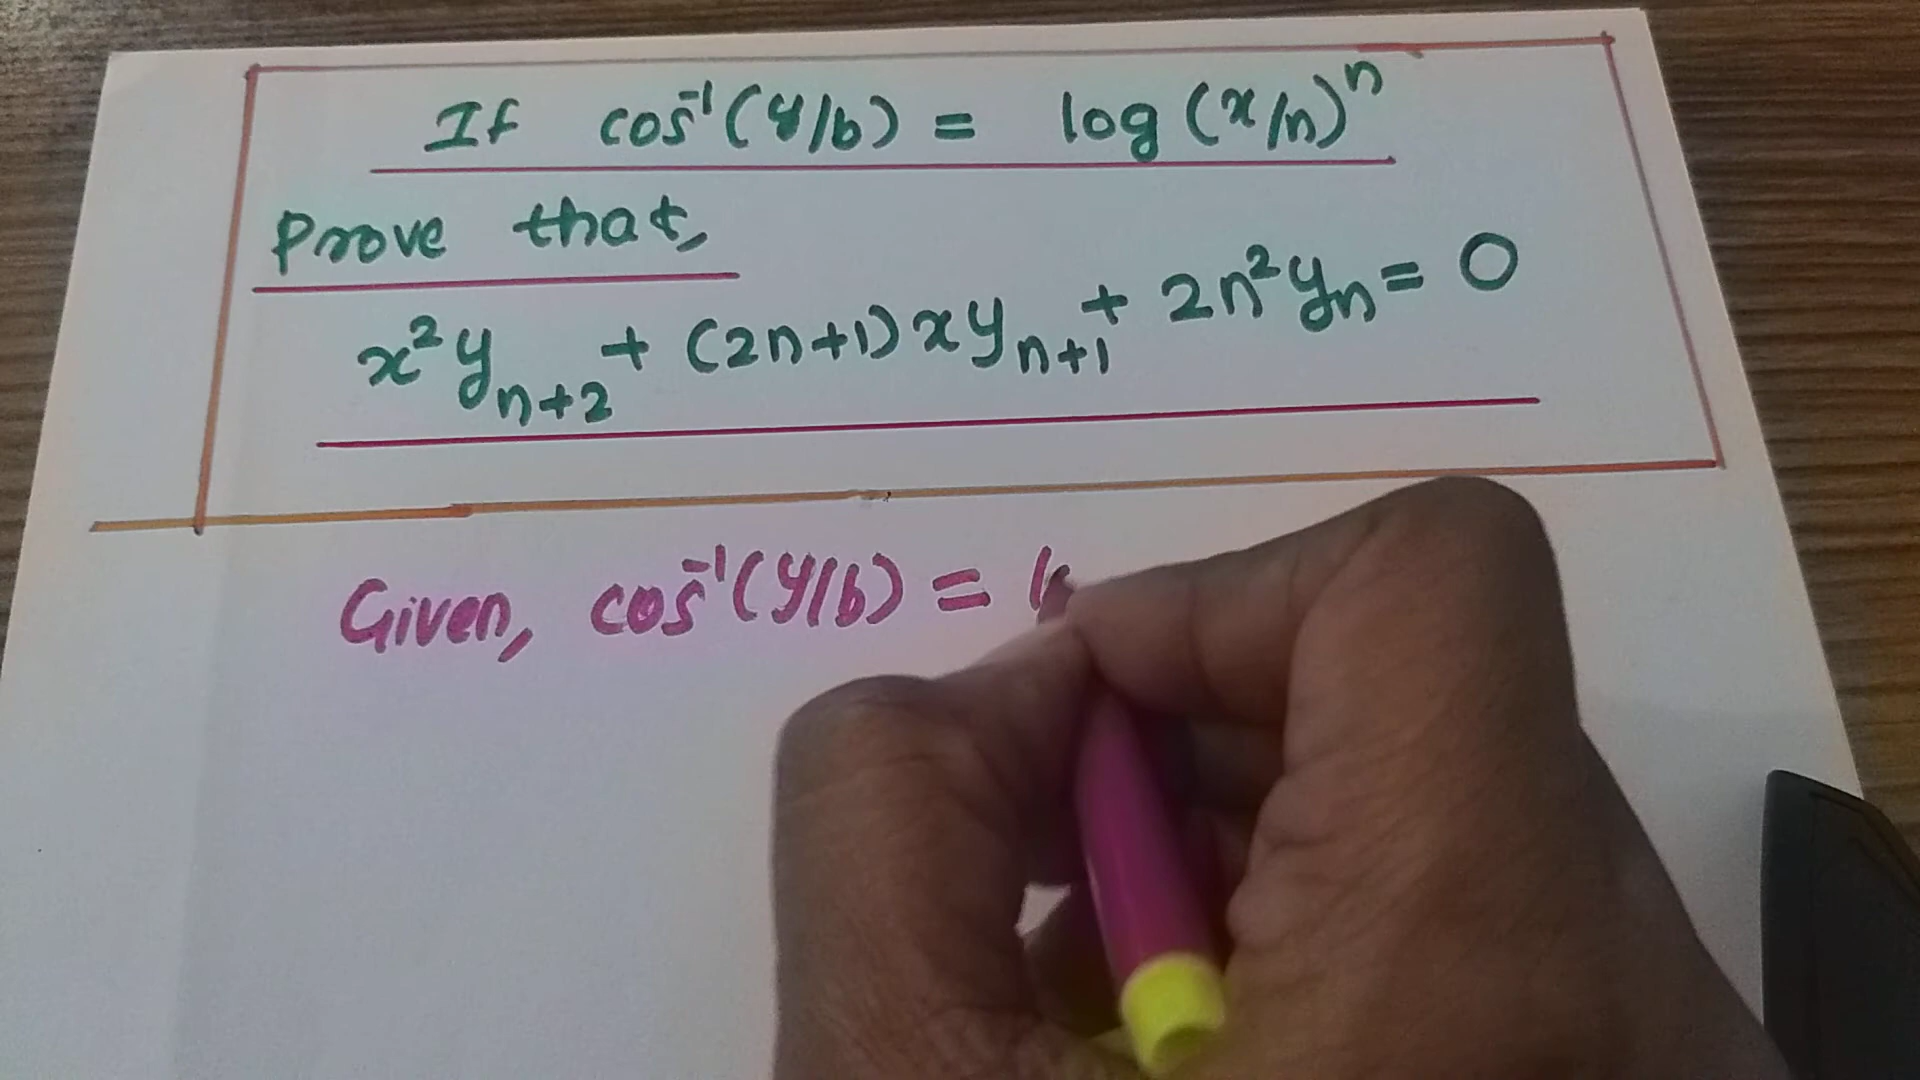 If cos⁻¹(y/b) = log(x/n)ⁿ
Prove that,
x²yₙ₊₂ + (2n+1)xyₙ₊₁ + 2n²yₙ = 0
Given, cos⁻¹(y/b) =